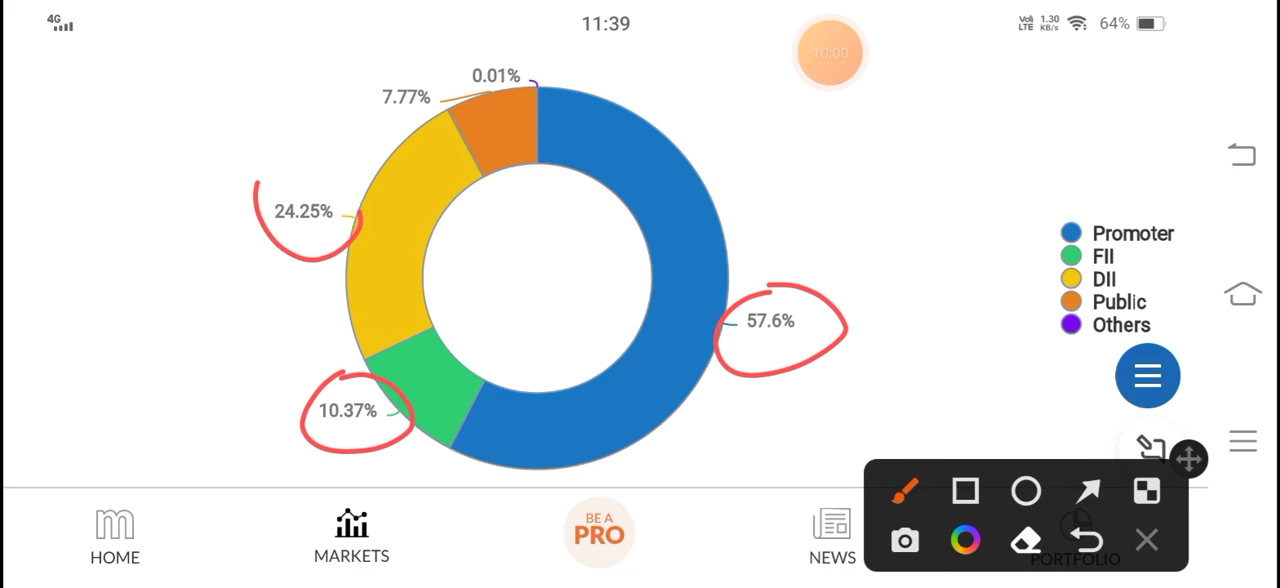 4G
11:39
10:00
Vo) LTE
1.30 KB/s
64%
0.01%
7.77%
24.25%
57.6%
10.37%
Promoter
FII
DII
Public
Others
HOME
MARKETS
BE A
PRO
NEWS
PORTFOLIO